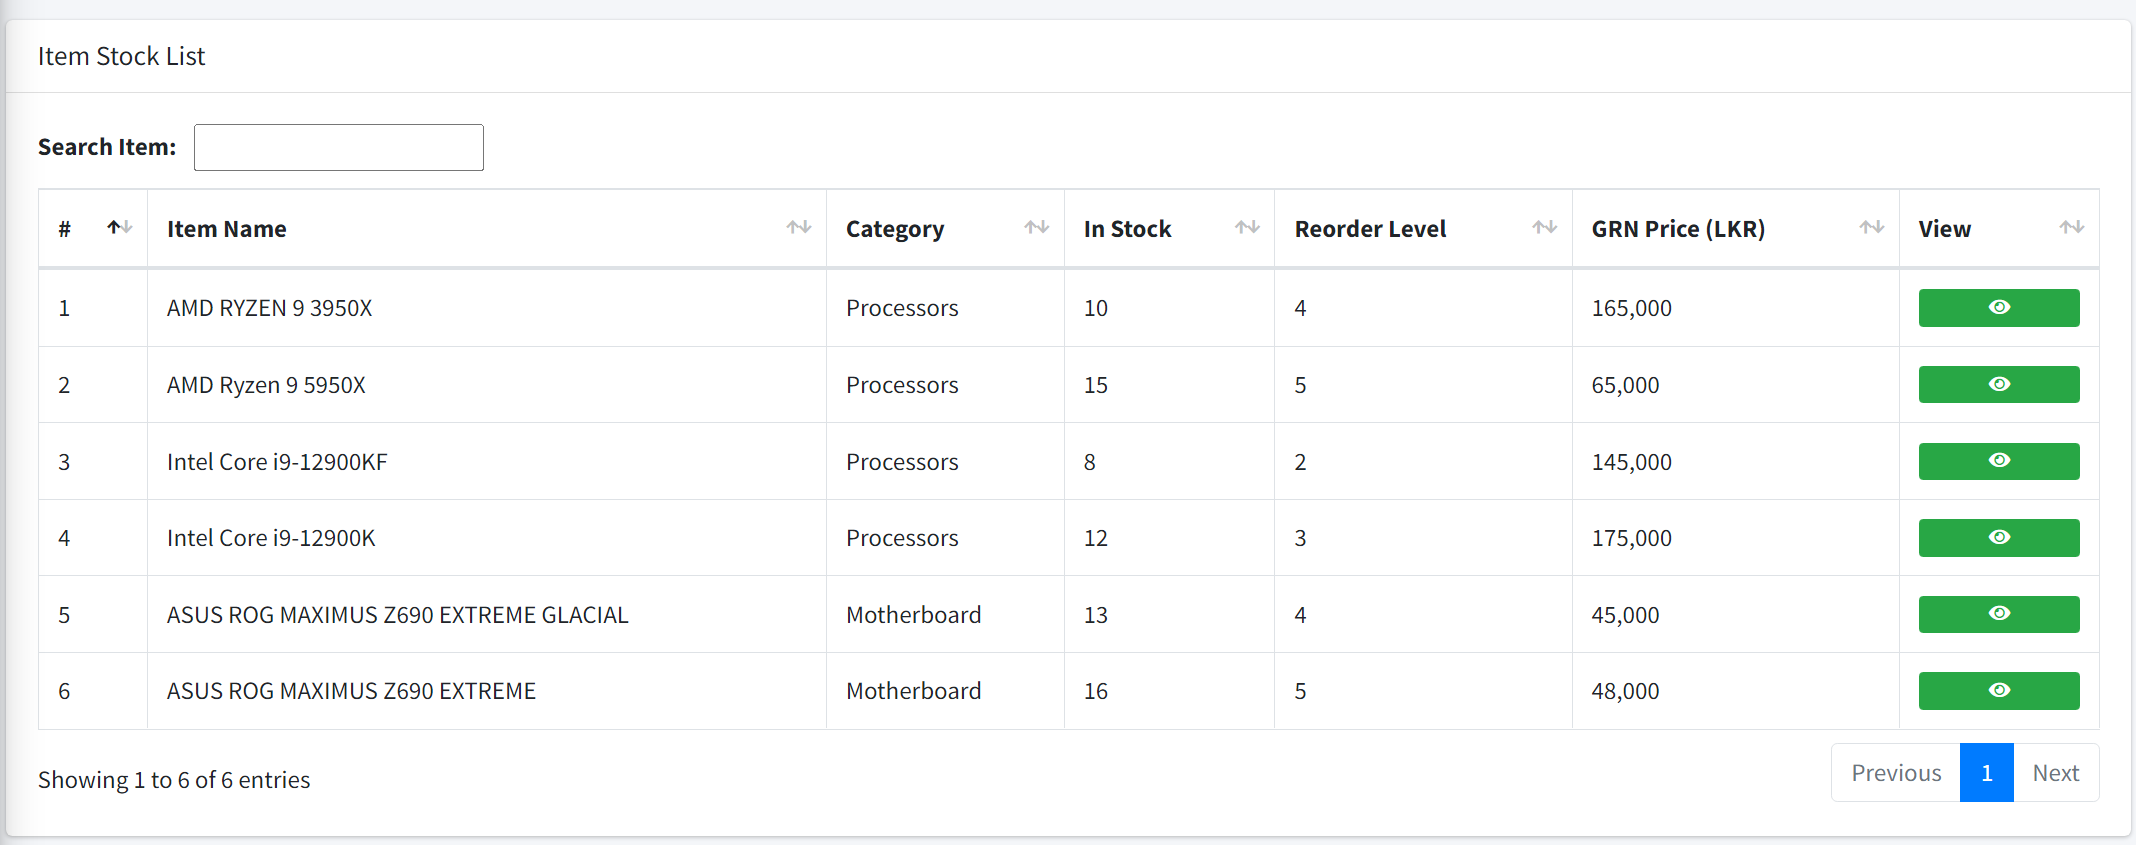 Item Stock List
Search Item:
# Item Name Category In Stock Reorder Level GRN Price (LKR) View
1 AMD RYZEN 9 3950X Processors 10 4 165,000
2 AMD Ryzen 9 5950X Processors 15 5 65,000
3 Intel Core i9-12900KF Processors 8 2 145,000
4 Intel Core i9-12900K Processors 12 3 175,000
5 ASUS ROG MAXIMUS Z690 EXTREME GLACIAL Motherboard 13 4 45,000
6 ASUS ROG MAXIMUS Z690 EXTREME Motherboard 16 5 48,000
Showing 1 to 6 of 6 entries
Previous 1 Next